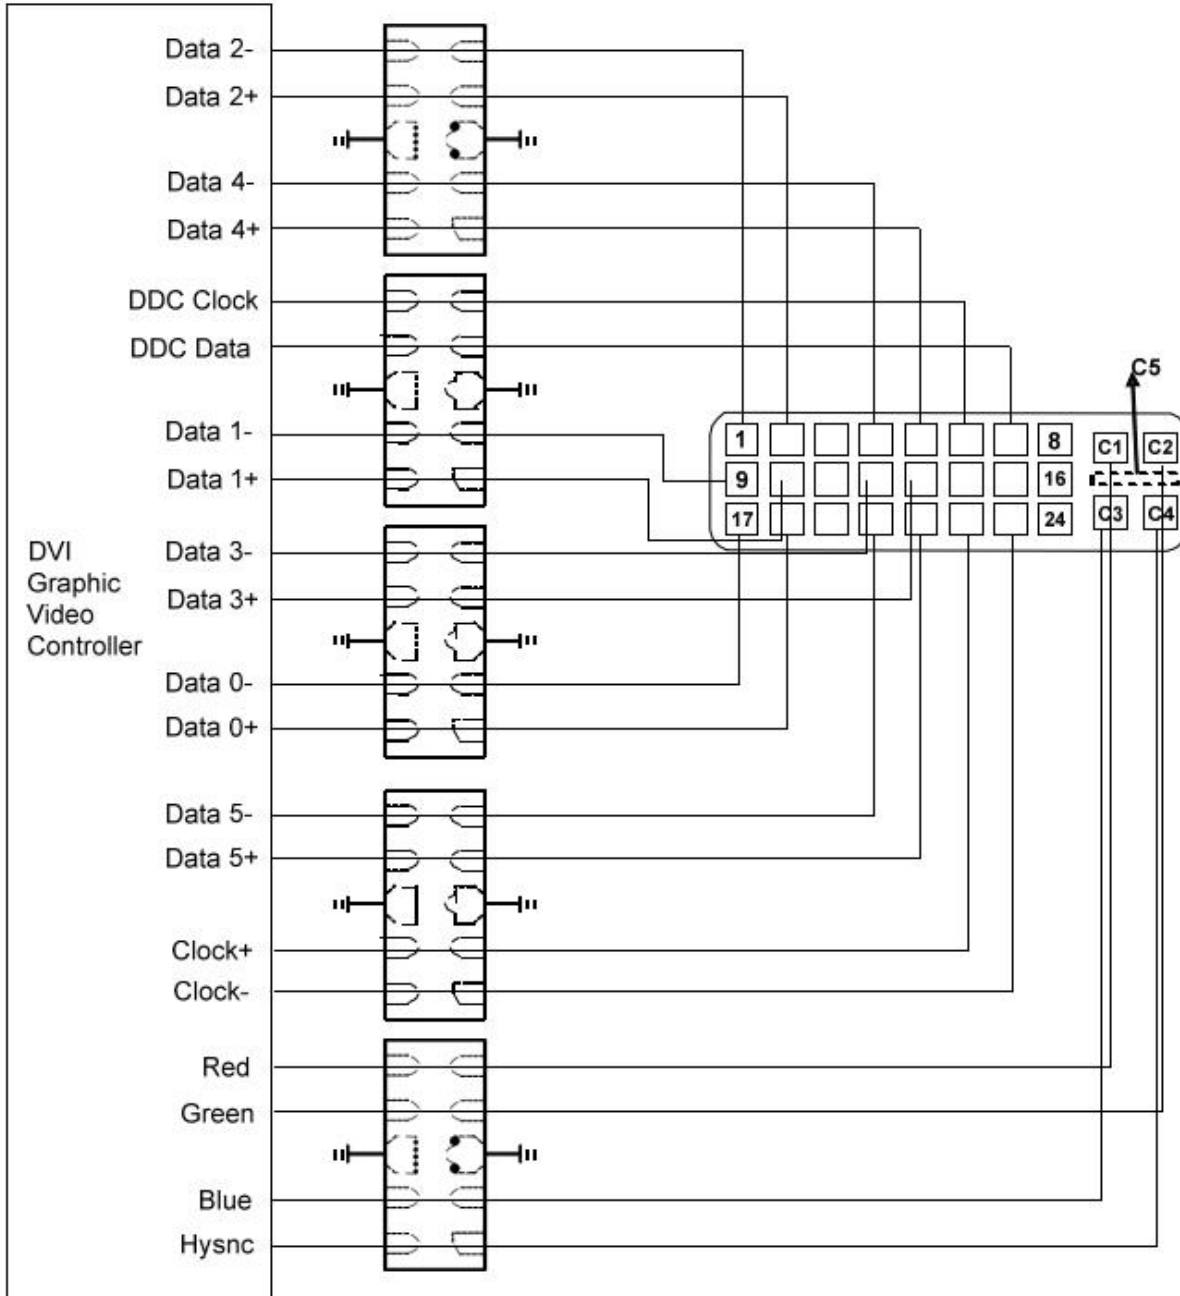 Data 2-
Data 2+
Data 4-
Data 4+
DDC Clock
DDC Data
C5
Data 1-
Data 1+
1
8
C1
C2
9
16
17
24
C3
C4
DVI
Graphic
Video
Controller
Data 3-
Data 3+
Data 0-
Data 0+
Data 5-
Data 5+
Clock+
Clock-
Red
Green
Blue
Hysnc